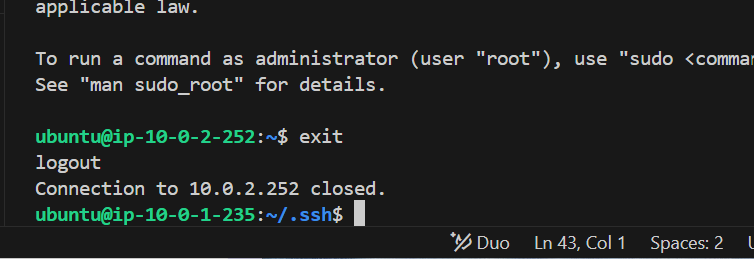 applicable law.
To run a command as administrator (user "root"), use "sudo
See "man sudo_root" for details.
ubuntu@ip-10-0-2-252:~$ exit
logout
Connection to 10.0.2.252 closed.
ubuntu@ip-10-0-1-235:~/.ssh$
Duo Ln 43, Col 1 Spaces: 2